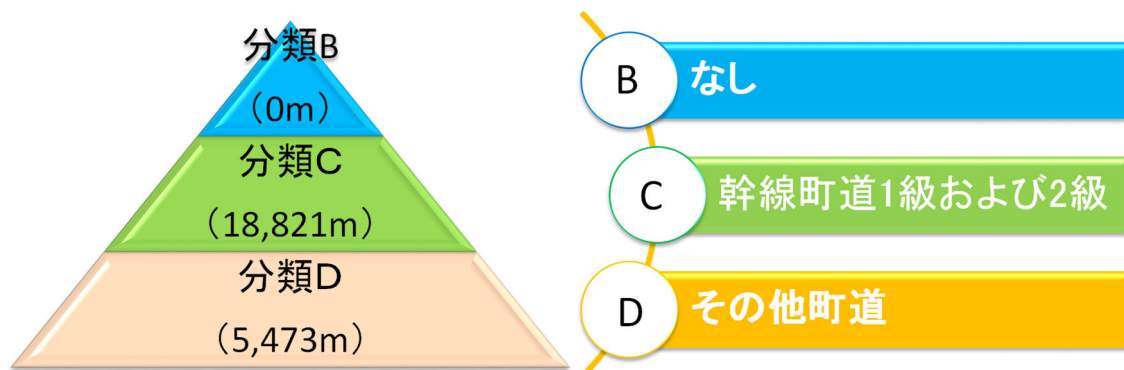 分類B
（0m）
分類C
（18,821m）
分類D
（5,473m）
B
なし
C
幹線町道1級および2級
D
その他町道